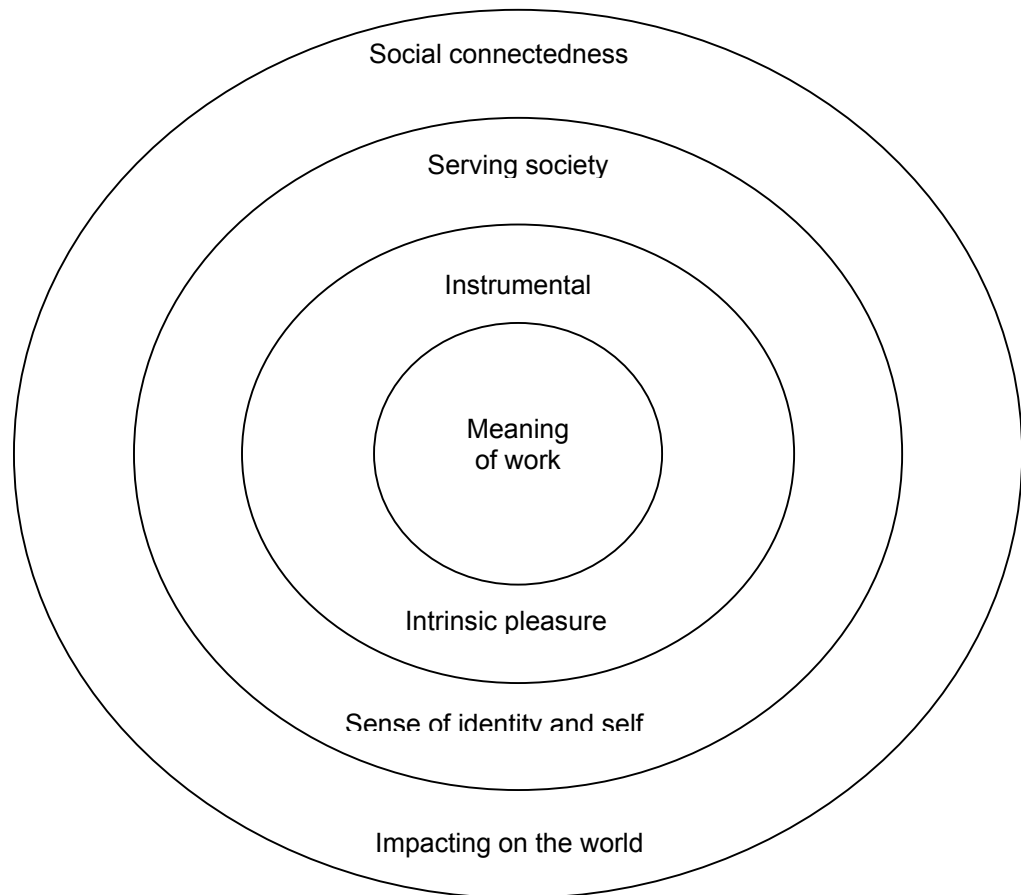 Social connectedness
Serving society
Instrumental
Meaning
of work
Intrinsic pleasure
Sense of identity and self
Impacting on the world